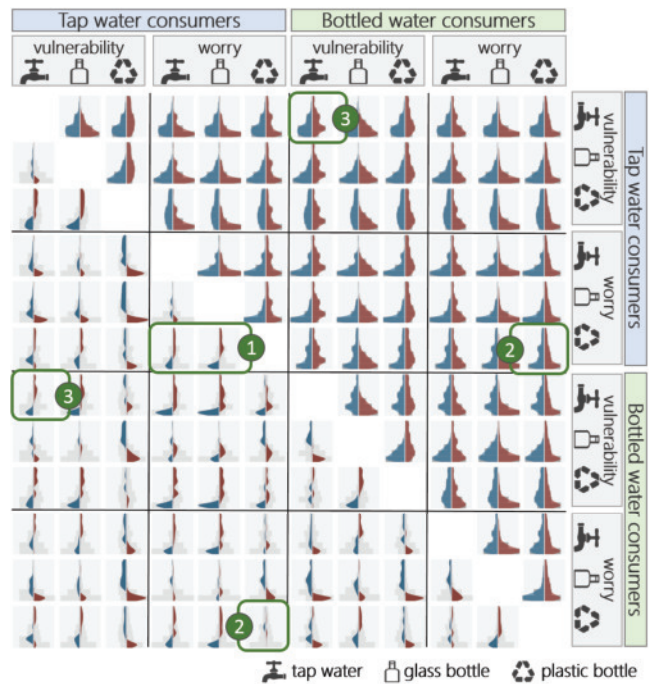 Tap water consumers Bottled water consumers
vulnerability worry vulnerability worry
3
vulnerability
Tap water consumers
worry
1
2
3
vulnerability
Bottled water consumers
worry
2
tap water glass bottle plastic bottle